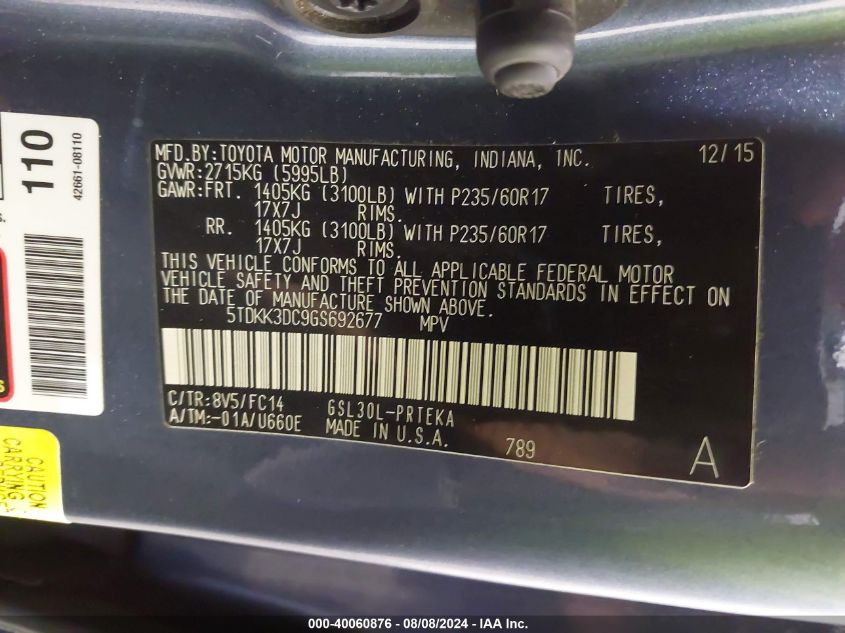 MFD.BY:TOYOTA MOTOR MANUFACTURING, INDIANA, INC. 12/15
GVWR:2715KG (5995LB)
GAWR:FRT. 1405KG (3100LB) WITH P235/60R17 TIRES,
17X7J RIMS.
RR. 1405KG (3100LB) WITH P235/60R17 TIRES,
17X7J RIMS.
THIS VEHICLE CONFORMS TO ALL APPLICABLE FEDERAL MOTOR
VEHICLE SAFETY AND THEFT PREVENTION STANDARDS IN EFFECT ON
THE DATE OF MANUFACTURE SHOWN ABOVE.
5TDKK3DC9GS692677 MPV
C/TR:8V5/FC14 GSL30L-PRTEKA
A/TM:-01A/U660E MADE IN U.S.A. 789 A
110
42661-08110
CAUTION
000-40060876 - 08/08/2024 - IAA Inc.